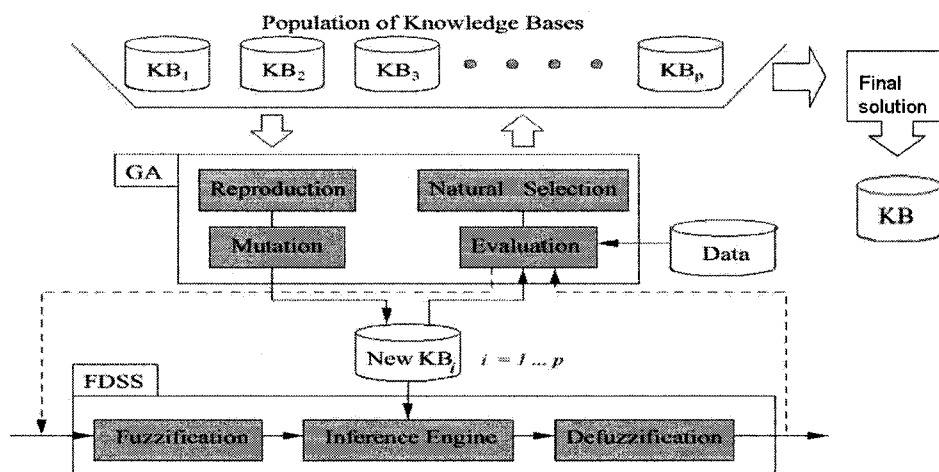 Population of Knowledge Bases
KB1 KB2 KB3 KBp
Final
solution
GA
Reproduction Natural Selection
Mutation Evaluation
Data
KB
New KBi i = 1 ... p
FDSS
Fuzzification Inference Engine Defuzzification